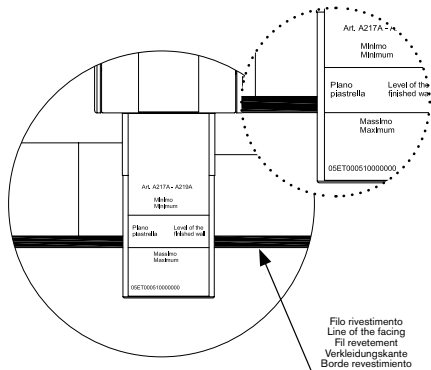 Art. A217A -
Minimo
Minimum
Piano
piastrella
Level of the
finished wa
Massimo
Maximum
05ET000510000000
Art. A217A - A219A
Minimo
Minimum
Piano
piastrella
Level of the
finished wall
Massimo
Maximum
05ET000510000000
Filo rivestimento
Line of the facing
Fil revetement
Verkleidungskante
Borde revestimiento